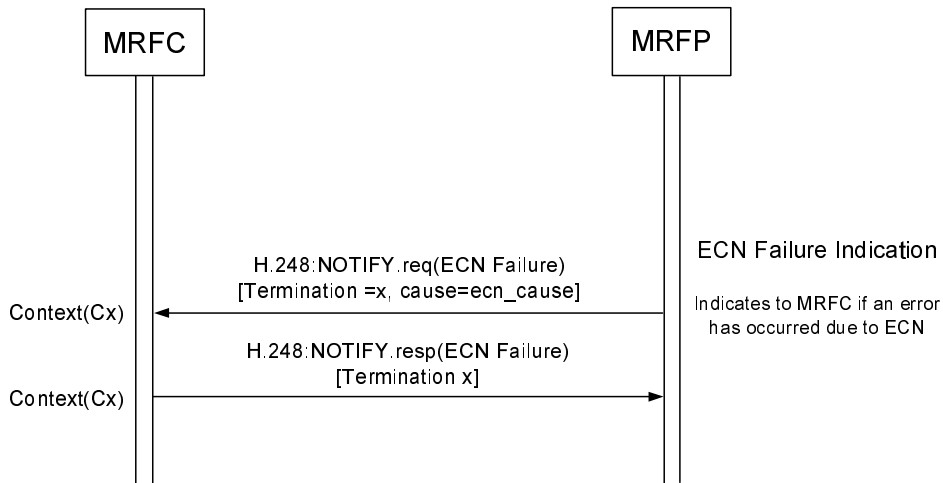 MRFC
MRFP
ECN Failure Indication
H.248:NOTIFY.req(ECN Failure)
[Termination =x, cause=ecn_cause]
Indicates to MRFC if an error
has occurred due to ECN
Context(Cx)
H.248:NOTIFY.resp(ECN Failure)
[Termination x]
Context(Cx)